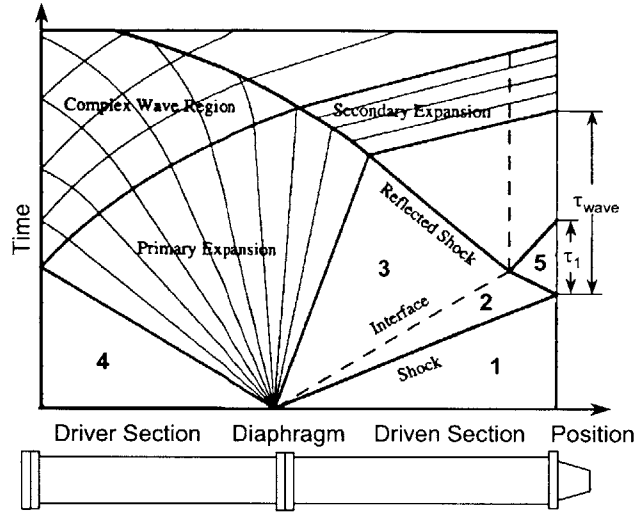 Time
Complex Wave Region
Secondary Expansion
Primary Expansion
Reflected Shock
τwave
τ1
3
5
2
Interface
4
Shock
1
Driver Section
Diaphragm
Driven Section
Position